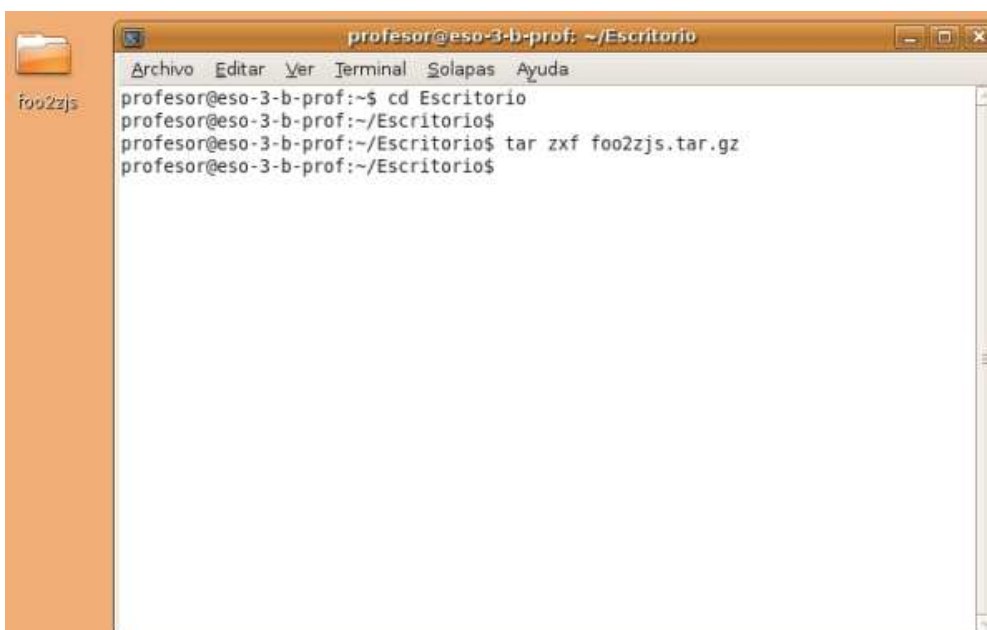 profesor@eso-3-b-prof: ~/Escritorio
Archivo Editar Ver Terminal Solapas Ayuda
foo2zjs
profesor@eso-3-b-prof:~$ cd Escritorio
profesor@eso-3-b-prof:~/Escritorio$
profesor@eso-3-b-prof:~/Escritorio$ tar zxf foo2zjs.tar.gz
profesor@eso-3-b-prof:~/Escritorio$